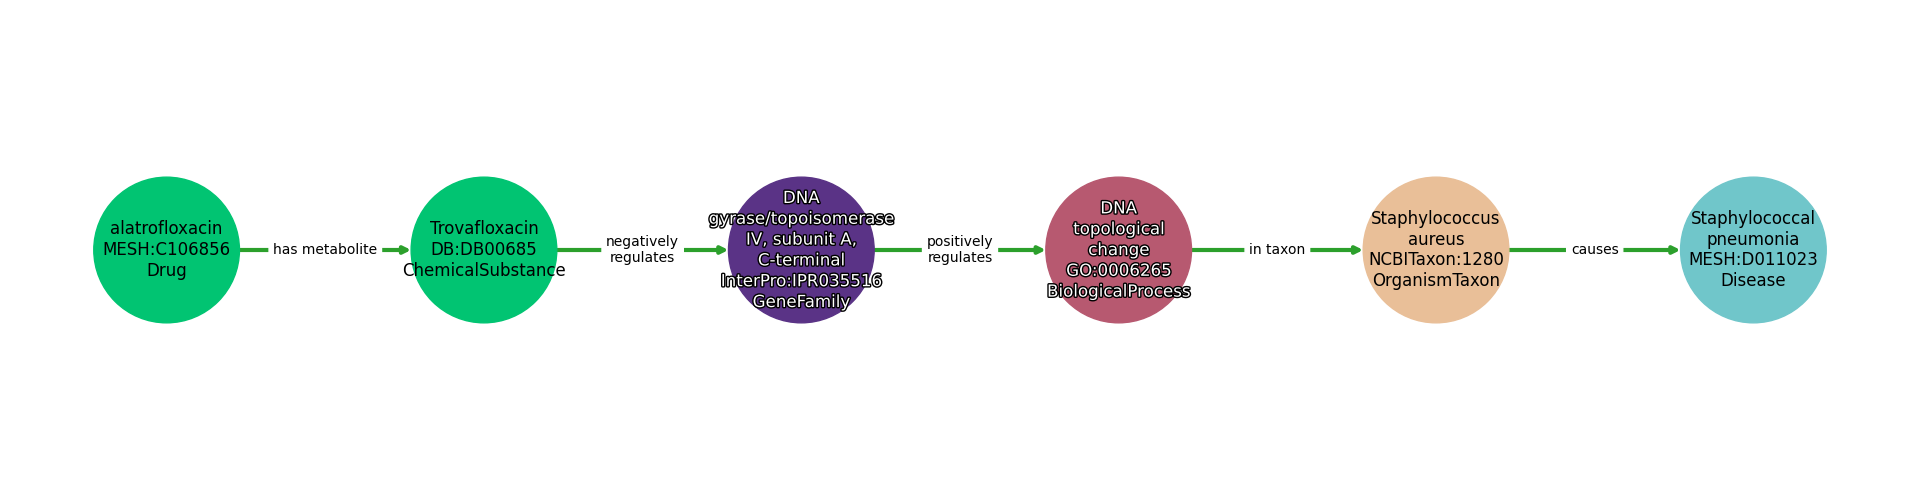 alatrofloxacin
MESH:C106856
Drug
has metabolite
Trovafloxacin
DB:DB00685
ChemicalSubstance
negatively
regulates
DNA
gyrase/topoisomerase
IV, subunit A,
C-terminal
InterPro:IPR035516
GeneFamily
positively
regulates
DNA
topological
change
GO:0006265
BiologicalProcess
in taxon
Staphylococcus
aureus
NCBITaxon:1280
OrganismTaxon
causes
Staphylococcal
pneumonia
MESH:D011023
Disease